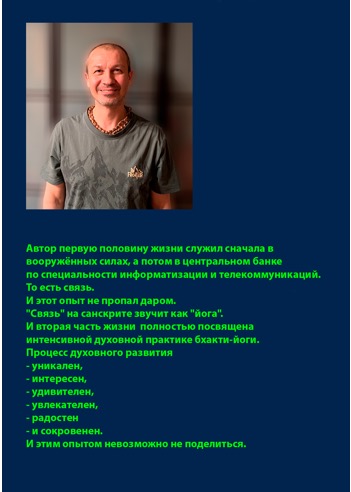 Автор первую половину жизни служил сначала в
вооружённых силах, а потом в центральном банке
по специальности информатизации и телекоммуникаций.
То есть связь.
И этот опыт не пропал даром.
"Связь" на санскрите звучит как "йога".
И вторая часть жизни полностью посвящена
интенсивной духовной практике бхакти-йоги.
Процесс духовного развития
- уникален,
- интересен,
- удивителен,
- увлекателен,
- радостен
- и сокровенен.
И этим опытом невозможно не поделиться.